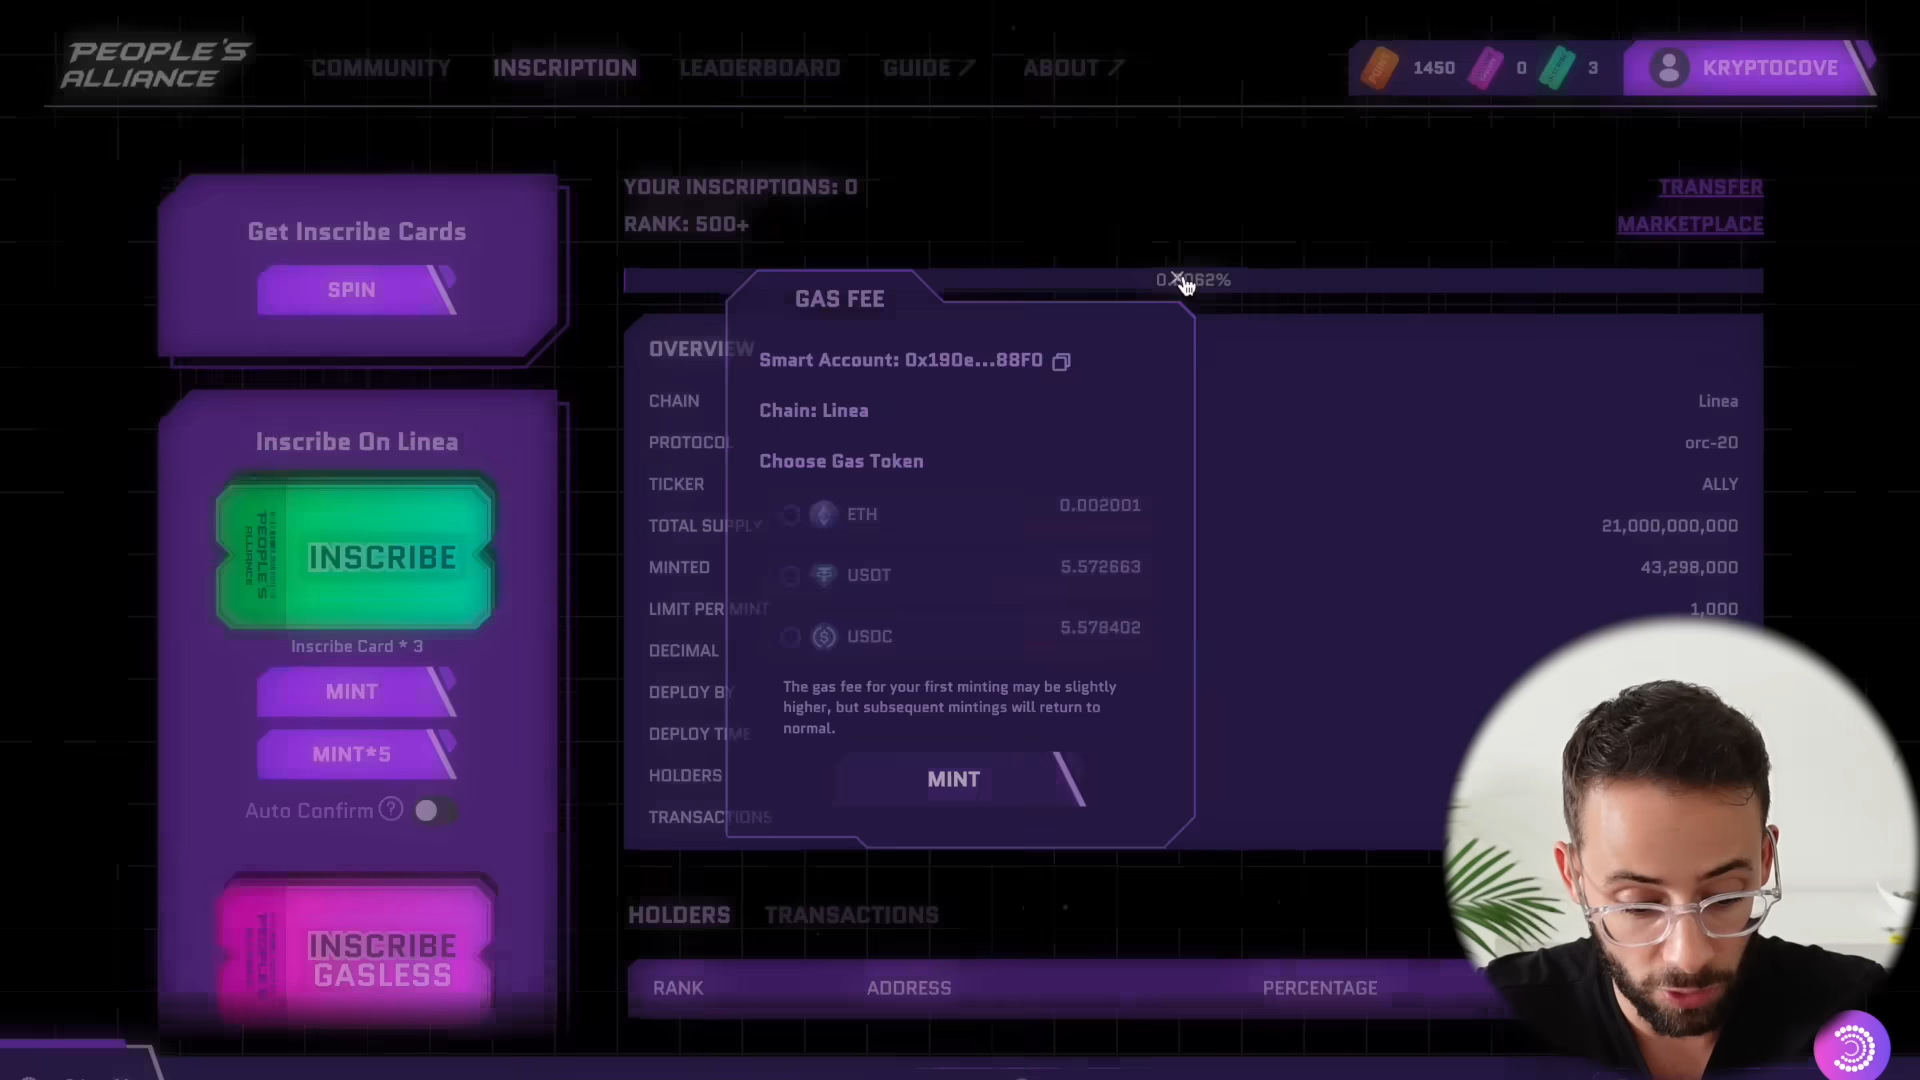 PEOPLE'S
ALLIANCE
COMMUNITY
INSCRIPTION
LEADERBOARD
GUIDE
ABOUT
1450
0
3
KRYPTOCOVE
Get Inscribe Cards
SPIN
YOUR INSCRIPTIONS: 0
RANK: 500+
TRANSFER
MARKETPLACE
GAS FEE
Smart Account: 0x190e...88F0
Chain: Linea
Choose Gas Token
ETH 0.002001
USDT 5.572663
USDC 5.578402
The gas fee for your first minting may be slightly
higher, but subsequent mintings will return to
normal.
MINT
OVERVIEW
CHAIN Linea
PROTOCOL orc-20
TICKER ALLY
TOTAL SUPPLY 21,000,000,000
MINTED 43,298,000
LIMIT PER MINT 1,000
DECIMAL
DEPLOY BY
DEPLOY TIME
HOLDERS
TRANSACTIONS
Inscribe On Linea
PEOPLE'S
ALLIANCE
INSCRIBE
Inscribe Card * 3
MINT
MINT*5
Auto Confirm ?
INSCRIBE
GASLESS
HOLDERS
TRANSACTIONS
RANK
ADDRESS
PERCENTAGE